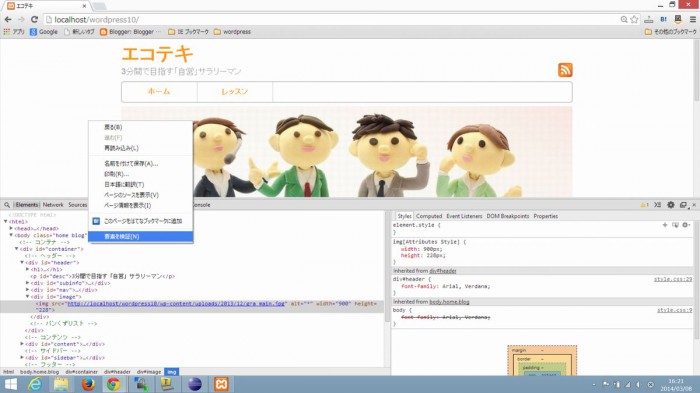 エコテキ
localhost/wordpress10/
アプリ Google 新しいタブ Blogger: Blogger IE ブックマーク wordpress その他のブックマーク
エコテキ
3分間で目指す「自営」サラリーマン
ホーム レッスン
戻る(B)
進む(F)
再読み込み(L)
名前を付けて保存(A)...
印刷(R)...
日本語に翻訳(T)
ページのソースを表示(V)
ページ情報を表示(I)
このページをはてなブックマークに追加
要素を検証(N)
Elements Network Sources Console
<!DOCTYPE html>
<html>
<head>…</head>
<body class="home blog">
<!-- コンテナ -->
<div id="container">
<!-- ヘッダー -->
<div id="header">
<h1>…</h1>
<p id="desc">3分間で目指す「自営」サラリーマン</p>
<div id="subinfo">…</div>
<div id="nav">…</div>
<div id="image">
<img src="http://localhost/wordpress10/wp-content/uploads/2013/12/gra_main.jpg" alt="" width="900" height=
"228">
</div>
<!-- パンくずリスト -->
</div>
<!-- コンテンツ -->
<div id="content">…</div>
<!-- サイドバー -->
<div id="sidebar">…</div>
<!-- フッター -->
html body.home.blog div#container div#header div#image img
Styles Computed Event Listeners DOM Breakpoints Properties
element.style {
}
img[Attributes Style] {
width: 900px;
height: 228px;
}
Inherited from div#header
div#header { style.css:29
font-family: Arial, Verdana;
}
Inherited from body.home.blog
body { style.css:9
font-family: Arial, Verdana;
}
margin
border
padding
16:21
2014/03/08